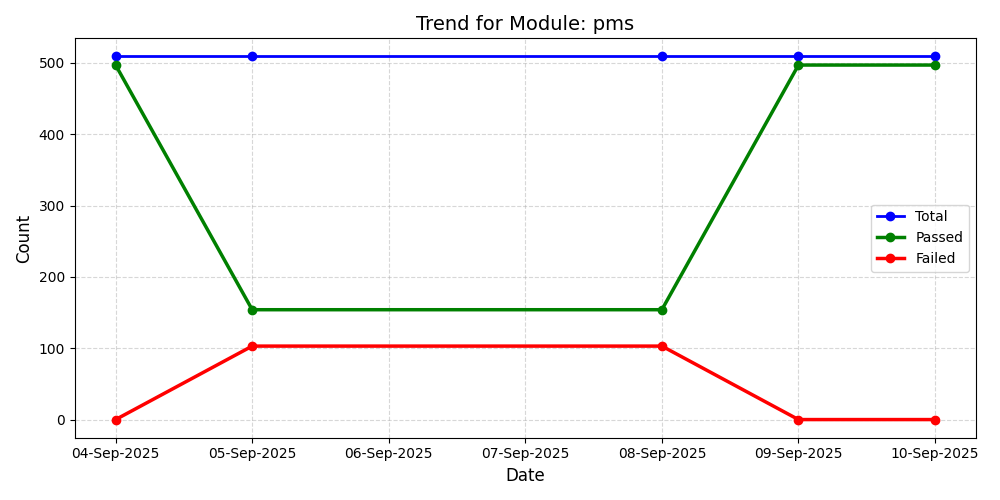 Trend for Module: pms
Count
500
400
300
200
100
0
Total
Passed
Failed
04-Sep-2025
05-Sep-2025
06-Sep-2025
07-Sep-2025
08-Sep-2025
09-Sep-2025
10-Sep-2025
Date